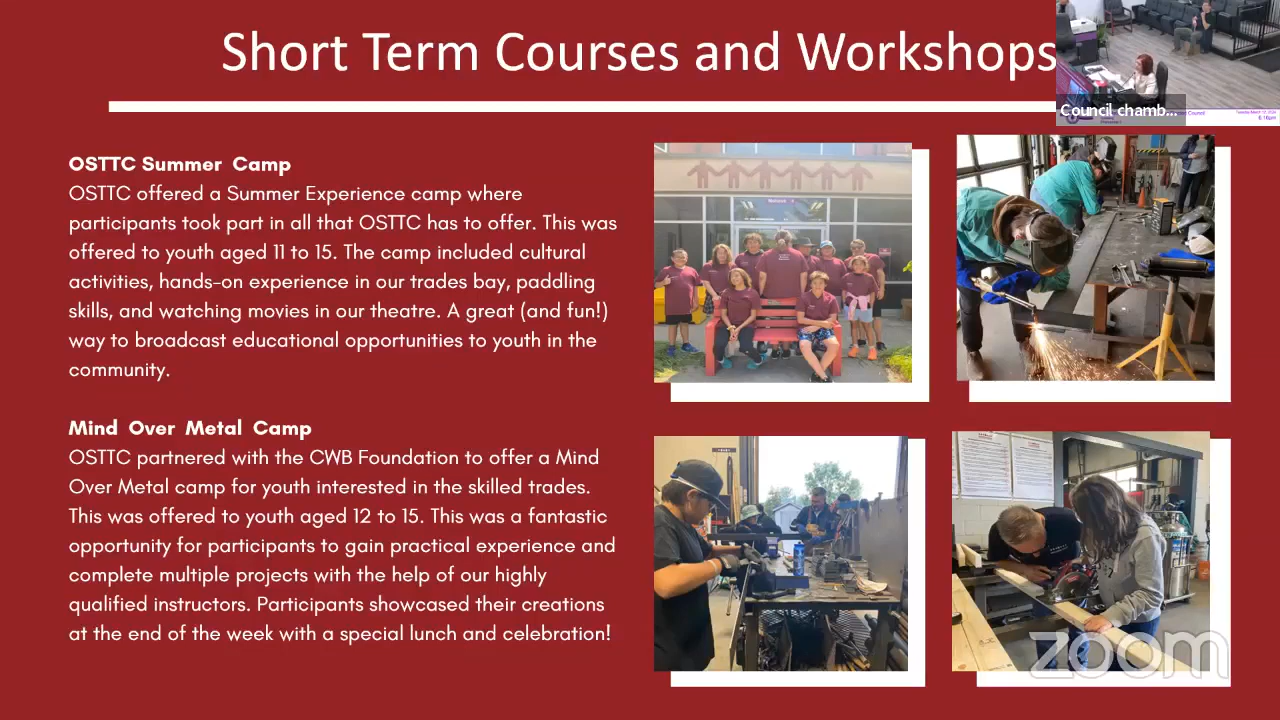 Short Term Courses and Workshops
Council chamb...
OSTTC Summer Camp
OSTTC offered a Summer Experience camp where
participants took part in all that OSTTC has to offer. This was
offered to youth aged 11 to 15. The camp included cultural
activities, hands-on experience in our trades bay, paddling
skills, and watching movies in our theatre. A great (and fun!)
way to broadcast educational opportunities to youth in the
community.
Mind Over Metal Camp
OSTTC partnered with the CWB Foundation to offer a Mind
Over Metal camp for youth interested in the skilled trades.
This was offered to youth aged 12 to 15. This was a fantastic
opportunity for participants to gain practical experience and
complete multiple projects with the help of our highly
qualified instructors. Participants showcased their creations
at the end of the week with a special lunch and celebration!
zoom